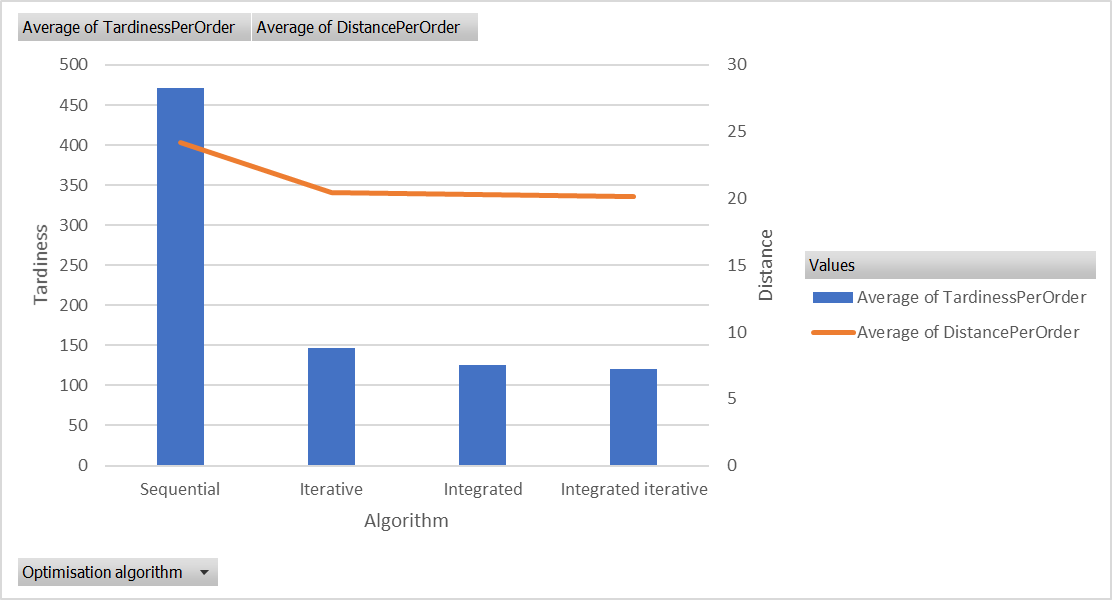 Average of TardinessPerOrder Average of DistancePerOrder
500
450
400
350
300
250
200
150
100
50
0
Tardiness
30
25
20
15
10
5
0
Distance
Sequential Iterative Integrated Integrated iterative
Algorithm
Values
Average of TardinessPerOrder
Average of DistancePerOrder
Optimisation algorithm